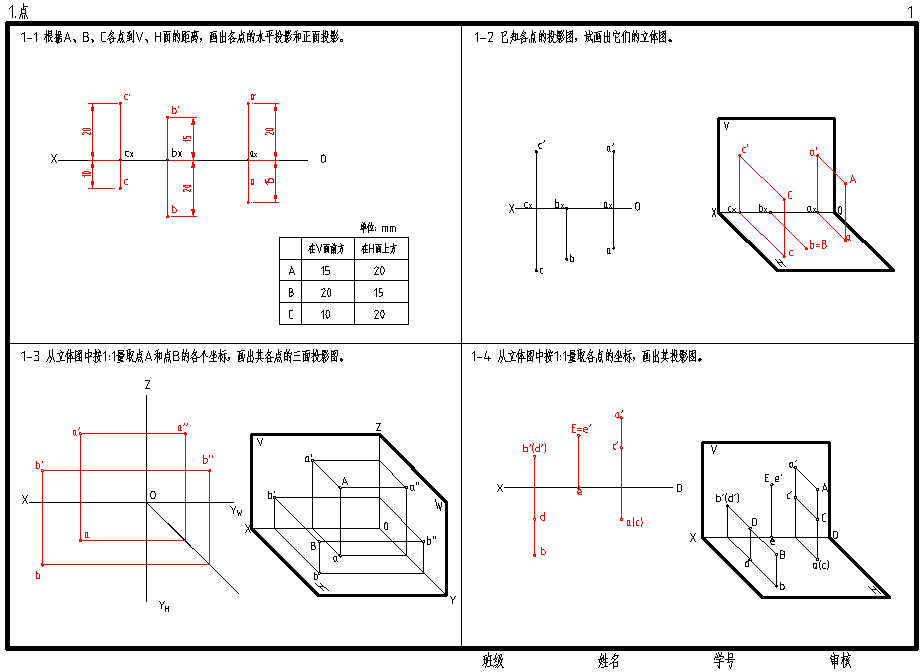 1.点
1
1-1 根据A、B、C各点到V、H面的距离，画出各点的水平投影和正面投影。
c' b' a'
20 15 20
X cx bx ax O
10 20 15
c b a
单位：mm
在V面前方 在H面上方
A 15 20
B 20 15
C 10 20
1-2 已知各点的投影图，试画出它们的立体图。
c' a'
X cx bx ax O
c b a
V
c' a' A
C
X cx bx ax O
c b=B a
H
1-3 从立体图中按1:1量取点A和点B的各个坐标，画出其各点的三面投影图。
Z
a' a"
b' b"
X O YW
a
b
YH
Z
V
a' A a"
b' W
X O
B b"
a
b H
Y
1-4 从立体图中按1:1量取各点的坐标，画出其投影图。
a'
E=e'
b'(d') c'
X e O
d a(c)
b
V
a'
E e' A
b'(d') c'
D C
X e O
B
d a(c)
b H
班级 姓名 学号 审核